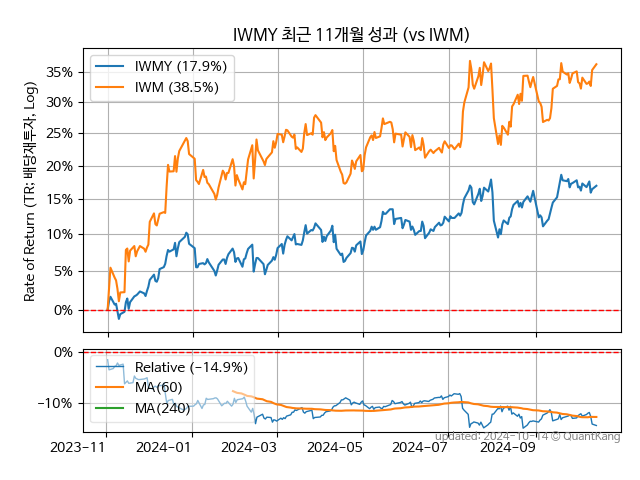 IWMY 최근 11개월 성과 (vs IWM)
Rate of Return (TR: 배당재투자, Log)
35%
30%
25%
20%
15%
10%
5%
0%
IWMY (17.9%)
IWM (38.5%)
0%
−10%
Relative (−14.9%)
MA(60)
MA(240)
2023−11
2024−01
2024−03
2024−05
2024−07
2024−09
updated: 2024−10−14 © QuantKang